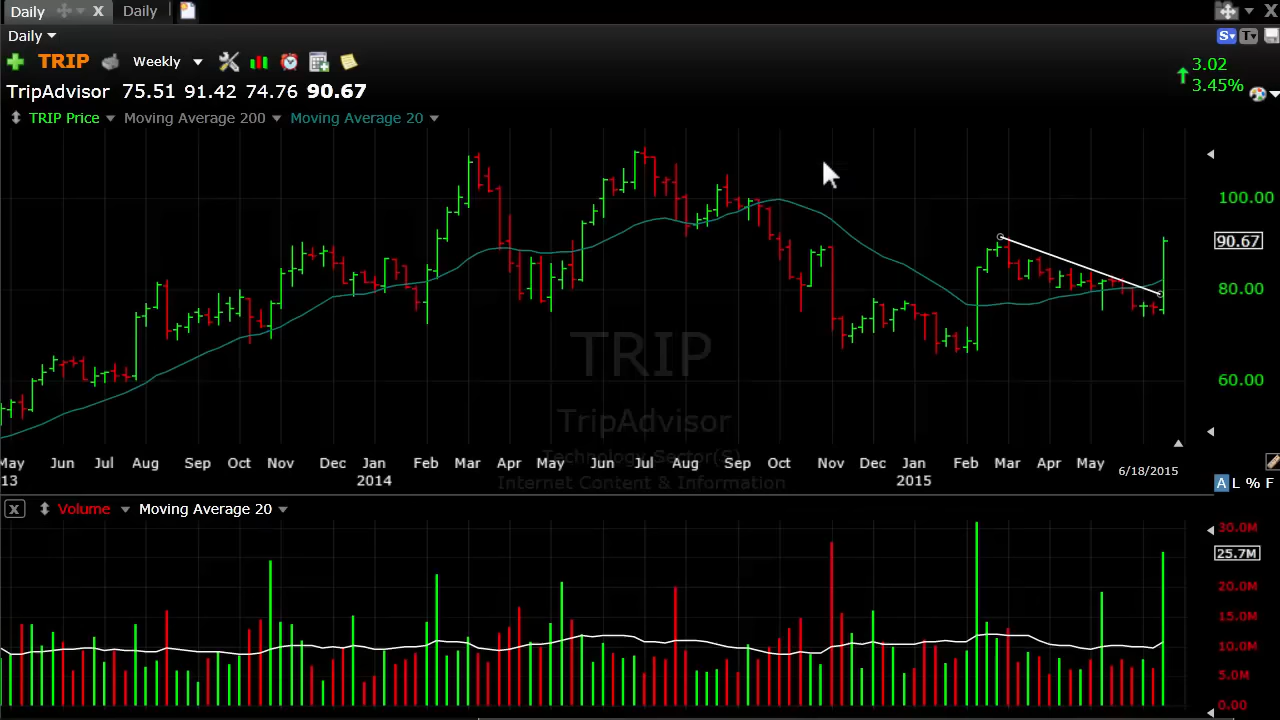 Daily X Daily X
Daily S T
TRIP Weekly 3.02
TripAdvisor 75.51 91.42 74.76 90.67 3.45%
TRIP Price Moving Average 200 Moving Average 20
100.00
90.67
80.00
TRIP
60.00
TripAdvisor
Technology Sector(S)
May Jun Jul Aug Sep Oct Nov Dec Jan Feb Mar Apr May Jun Jul Aug Sep Oct Nov Dec Jan Feb Mar Apr May 6/18/2015
13 2014 2015
Internet Content & Information
A L % F
X Volume Moving Average 20
30.0M
25.7M
20.0M
15.0M
10.0M
5.0M
0.00